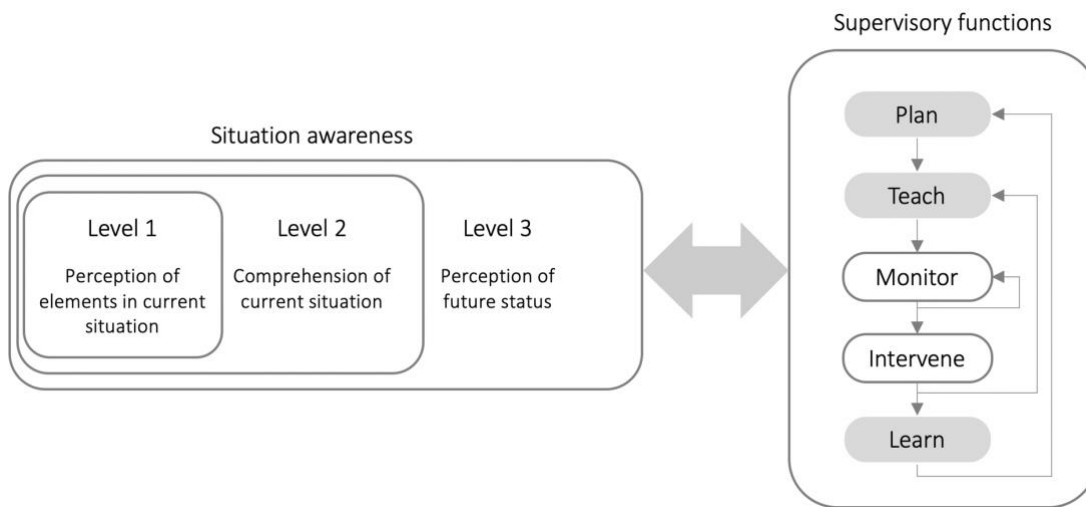 Supervisory functions
Plan
Situation awareness
Teach
Level 1
Level 2
Level 3
Perception of
elements in current
situation
Comprehension of
current situation
Perception of
future status
Monitor
Intervene
Learn